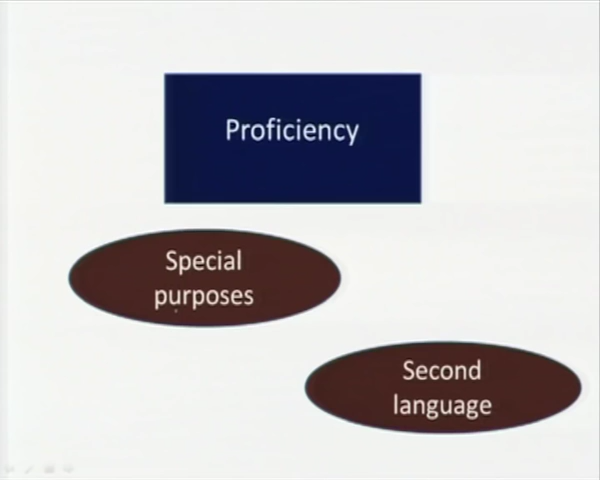 Proficiency
Special
purposes
Second
language